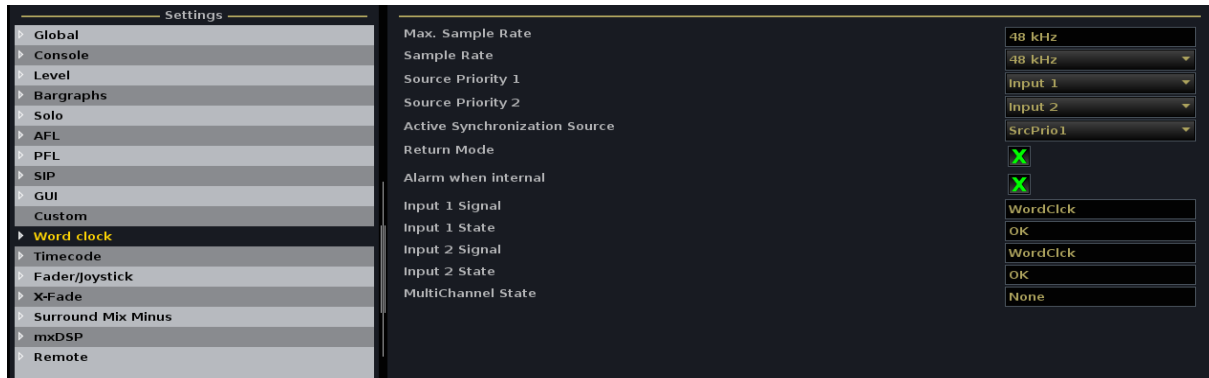 Settings
Global
Console
Level
Bargraphs
Solo
AFL
PFL
SIP
GUI
Custom
Word clock
Timecode
Fader/Joystick
X-Fade
Surround Mix Minus
mxDSP
Remote
Max. Sample Rate 48 kHz
Sample Rate 48 kHz
Source Priority 1 Input 1
Source Priority 2 Input 2
Active Synchronization Source SrcPrio1
Return Mode X
Alarm when internal X
Input 1 Signal WordClck
Input 1 State OK
Input 2 Signal WordClck
Input 2 State OK
MultiChannel State None